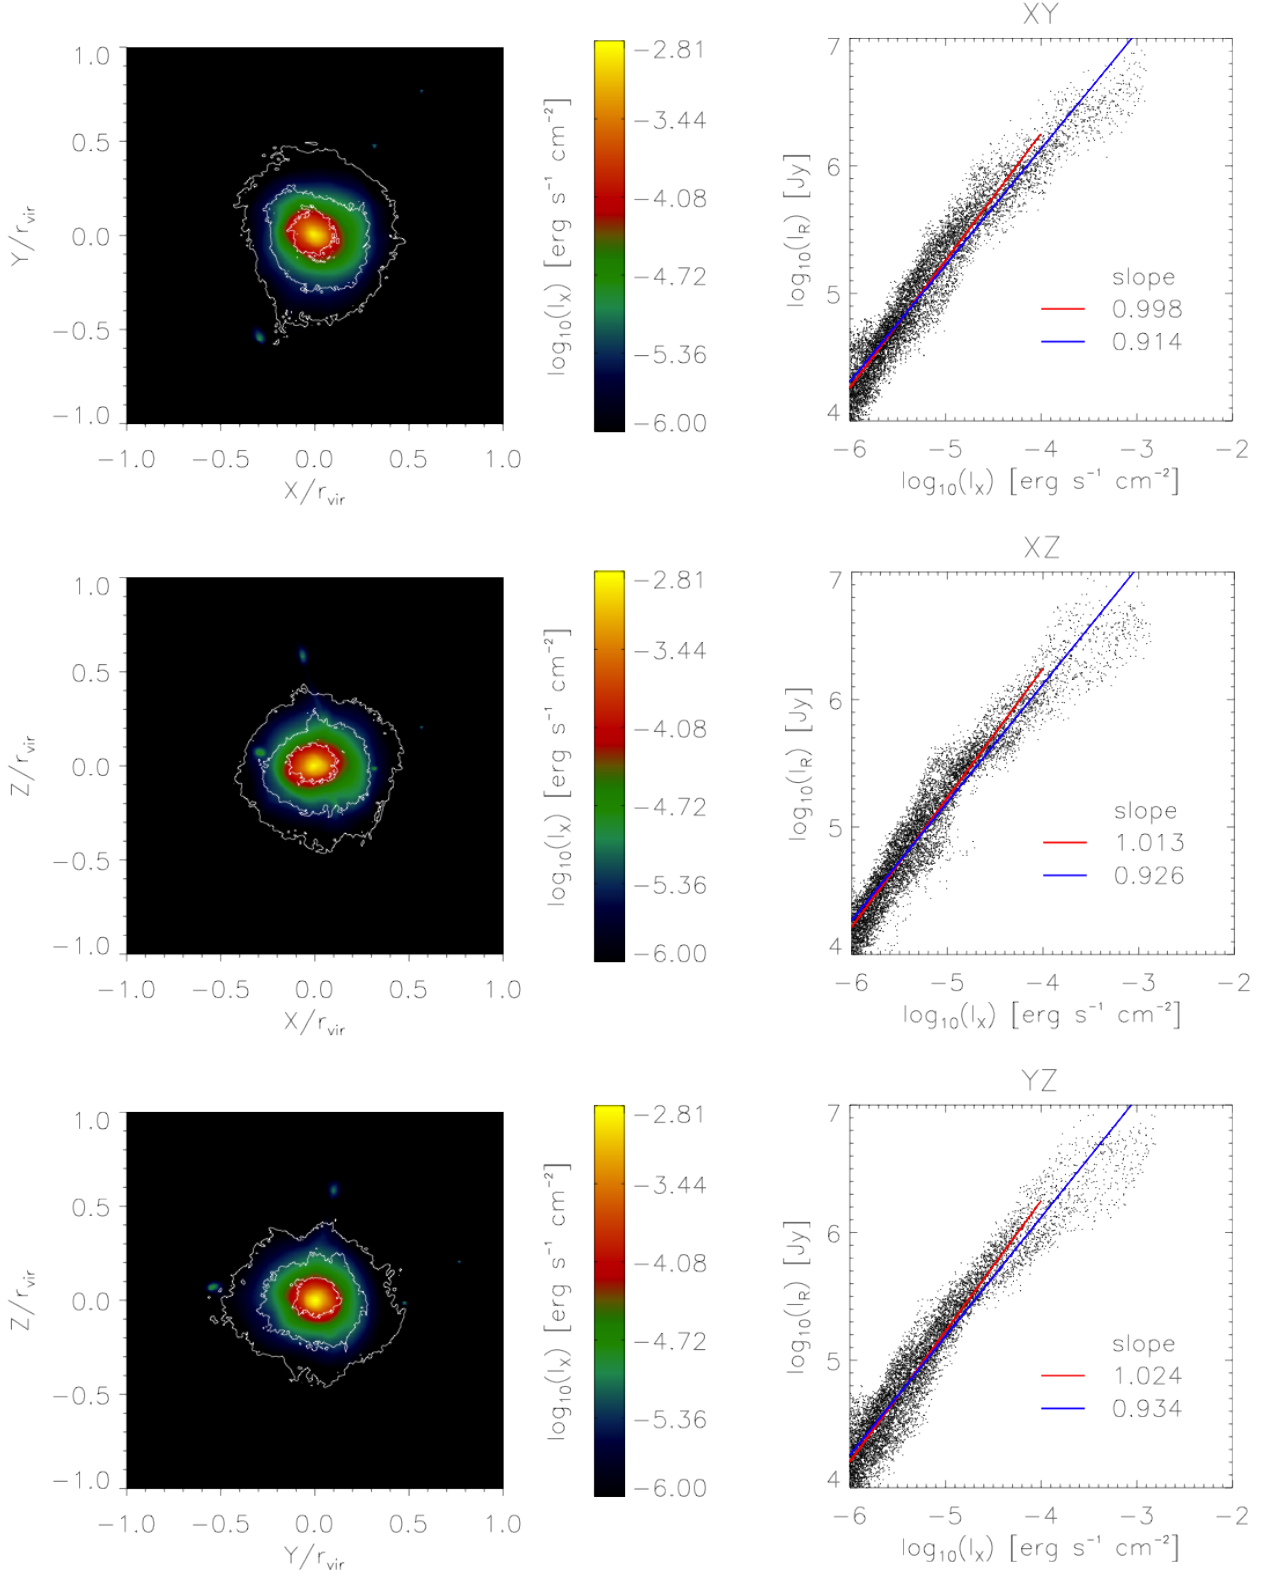 XY
1.0
0.5
0.0
−0.5
−1.0
Y/r_vir
−1.0 −0.5 0.0 0.5 1.0
X/r_vir
log₁₀(I_X) [erg s⁻¹ cm⁻²]
−2.81
−3.44
−4.08
−4.72
−5.36
−6.00
7
6
5
4
log₁₀(I_R) [Jy]
slope
0.998
0.914
−6 −5 −4 −3 −2
log₁₀(I_X) [erg s⁻¹ cm⁻²]
XZ
1.0
0.5
0.0
−0.5
−1.0
Z/r_vir
−1.0 −0.5 0.0 0.5 1.0
X/r_vir
log₁₀(I_X) [erg s⁻¹ cm⁻²]
−2.81
−3.44
−4.08
−4.72
−5.36
−6.00
7
6
5
4
log₁₀(I_R) [Jy]
slope
1.013
0.926
−6 −5 −4 −3 −2
log₁₀(I_X) [erg s⁻¹ cm⁻²]
YZ
1.0
0.5
0.0
−0.5
−1.0
Z/r_vir
−1.0 −0.5 0.0 0.5 1.0
Y/r_vir
log₁₀(I_X) [erg s⁻¹ cm⁻²]
−2.81
−3.44
−4.08
−4.72
−5.36
−6.00
7
6
5
4
log₁₀(I_R) [Jy]
slope
1.024
0.934
−6 −5 −4 −3 −2
log₁₀(I_X) [erg s⁻¹ cm⁻²]